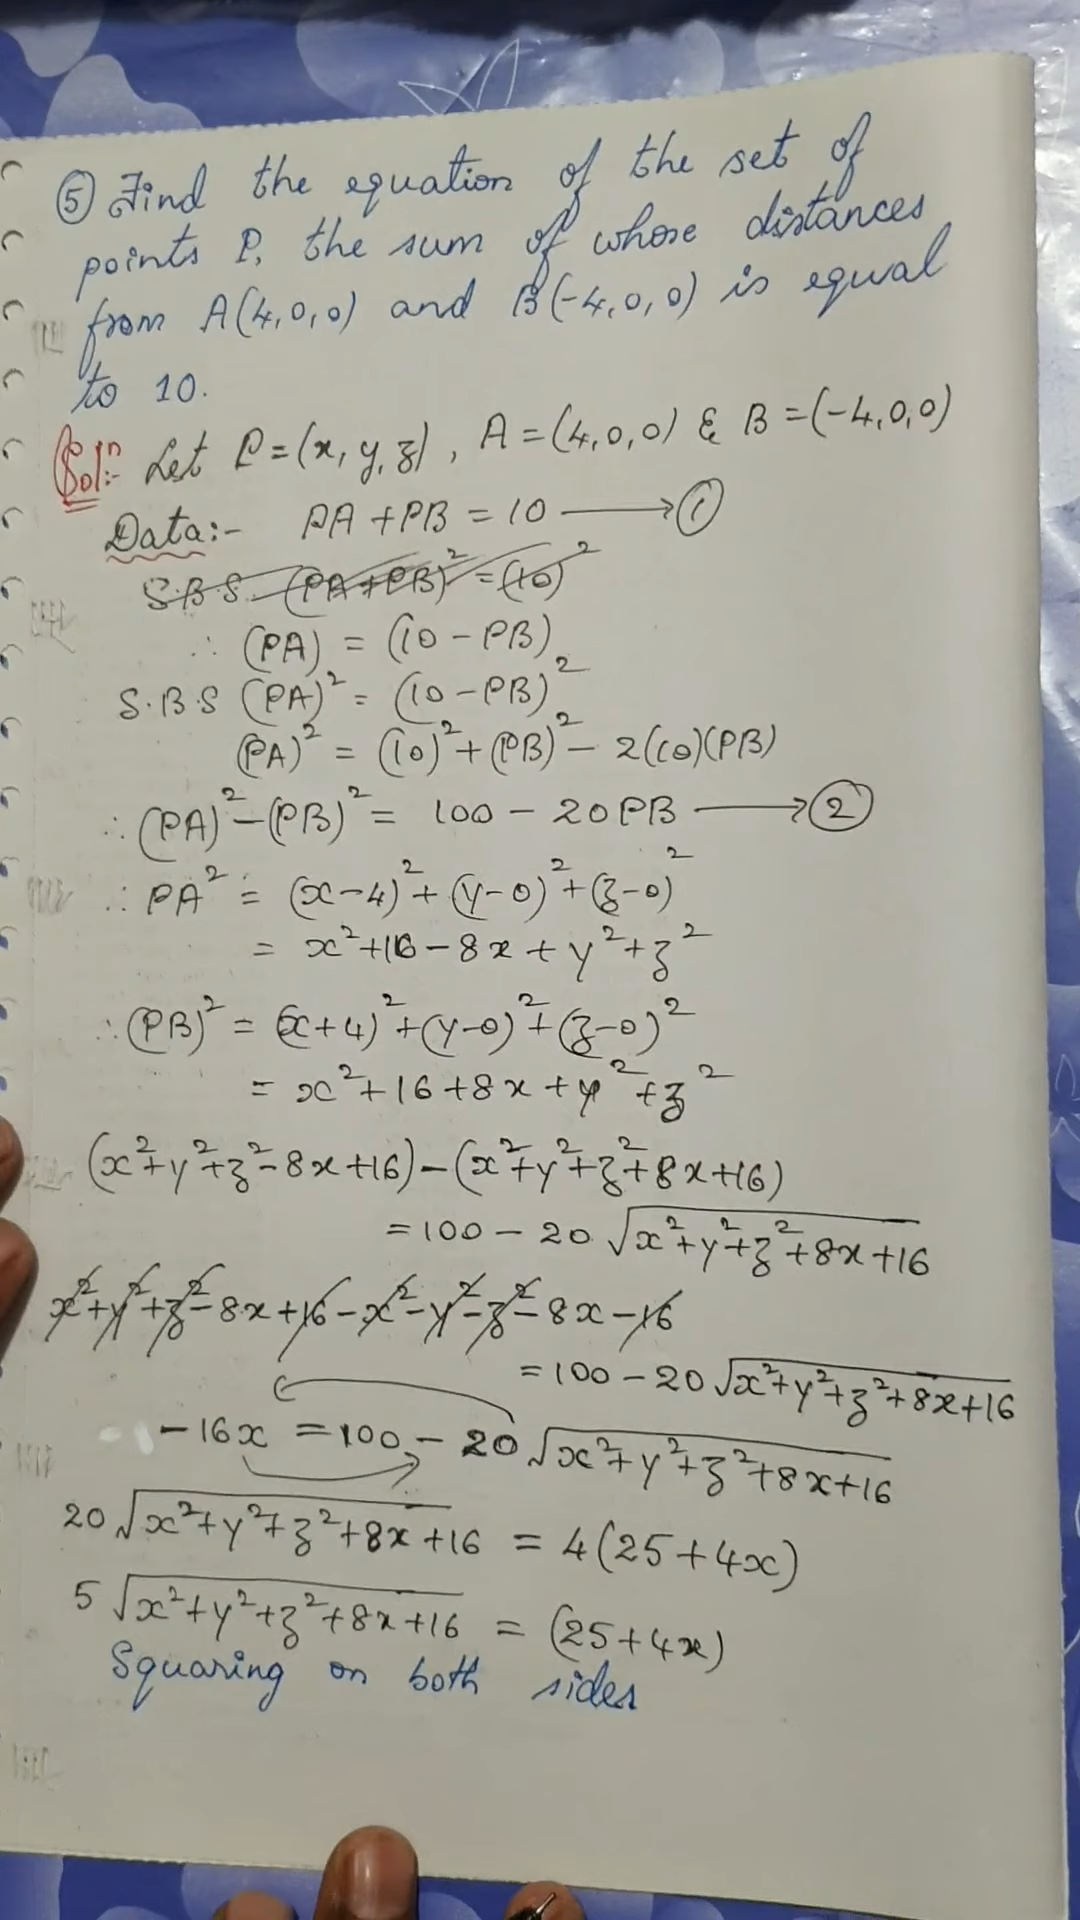 ⑤ Find the equation of the set of
points P, the sum of whose distances
from A(4,0,0) and B(-4,0,0) is equal
to 10.
Solⁿ:- Let P=(x, y, z), A=(4,0,0) & B=(-4,0,0)
Data:- PA+PB=10 ⟶①
S.B.S (PA+PB)²=(10)²
∴ (PA) = (10-PB)
S.B.S (PA)² = (10-PB)²
(PA)² = (10)²+(PB)²- 2(10)(PB)
∴ (PA)²-(PB)²= 100 - 20PB ⟶②
∴ PA² = (x-4)²+(y-0)²+(z-0)²
= x²+16-8x+y²+z²
∴ (PB)² = (x+4)²+(y-0)²+(z-0)²
= x²+16+8x+y²+z²
(x²+y²+z²-8x+16)-(x²+y²+z²+8x+16)
=100-20√x²+y²+z²+8x+16
x²+y²+z²-8x+16-x²-y²-z²-8x-16
=100-20√x²+y²+z²+8x+16
-16x =100-20√x²+y²+z²+8x+16
20√x²+y²+z²+8x+16 = 4(25+4x)
5√x²+y²+z²+8x+16 = (25+4x)
Squaring on both sides